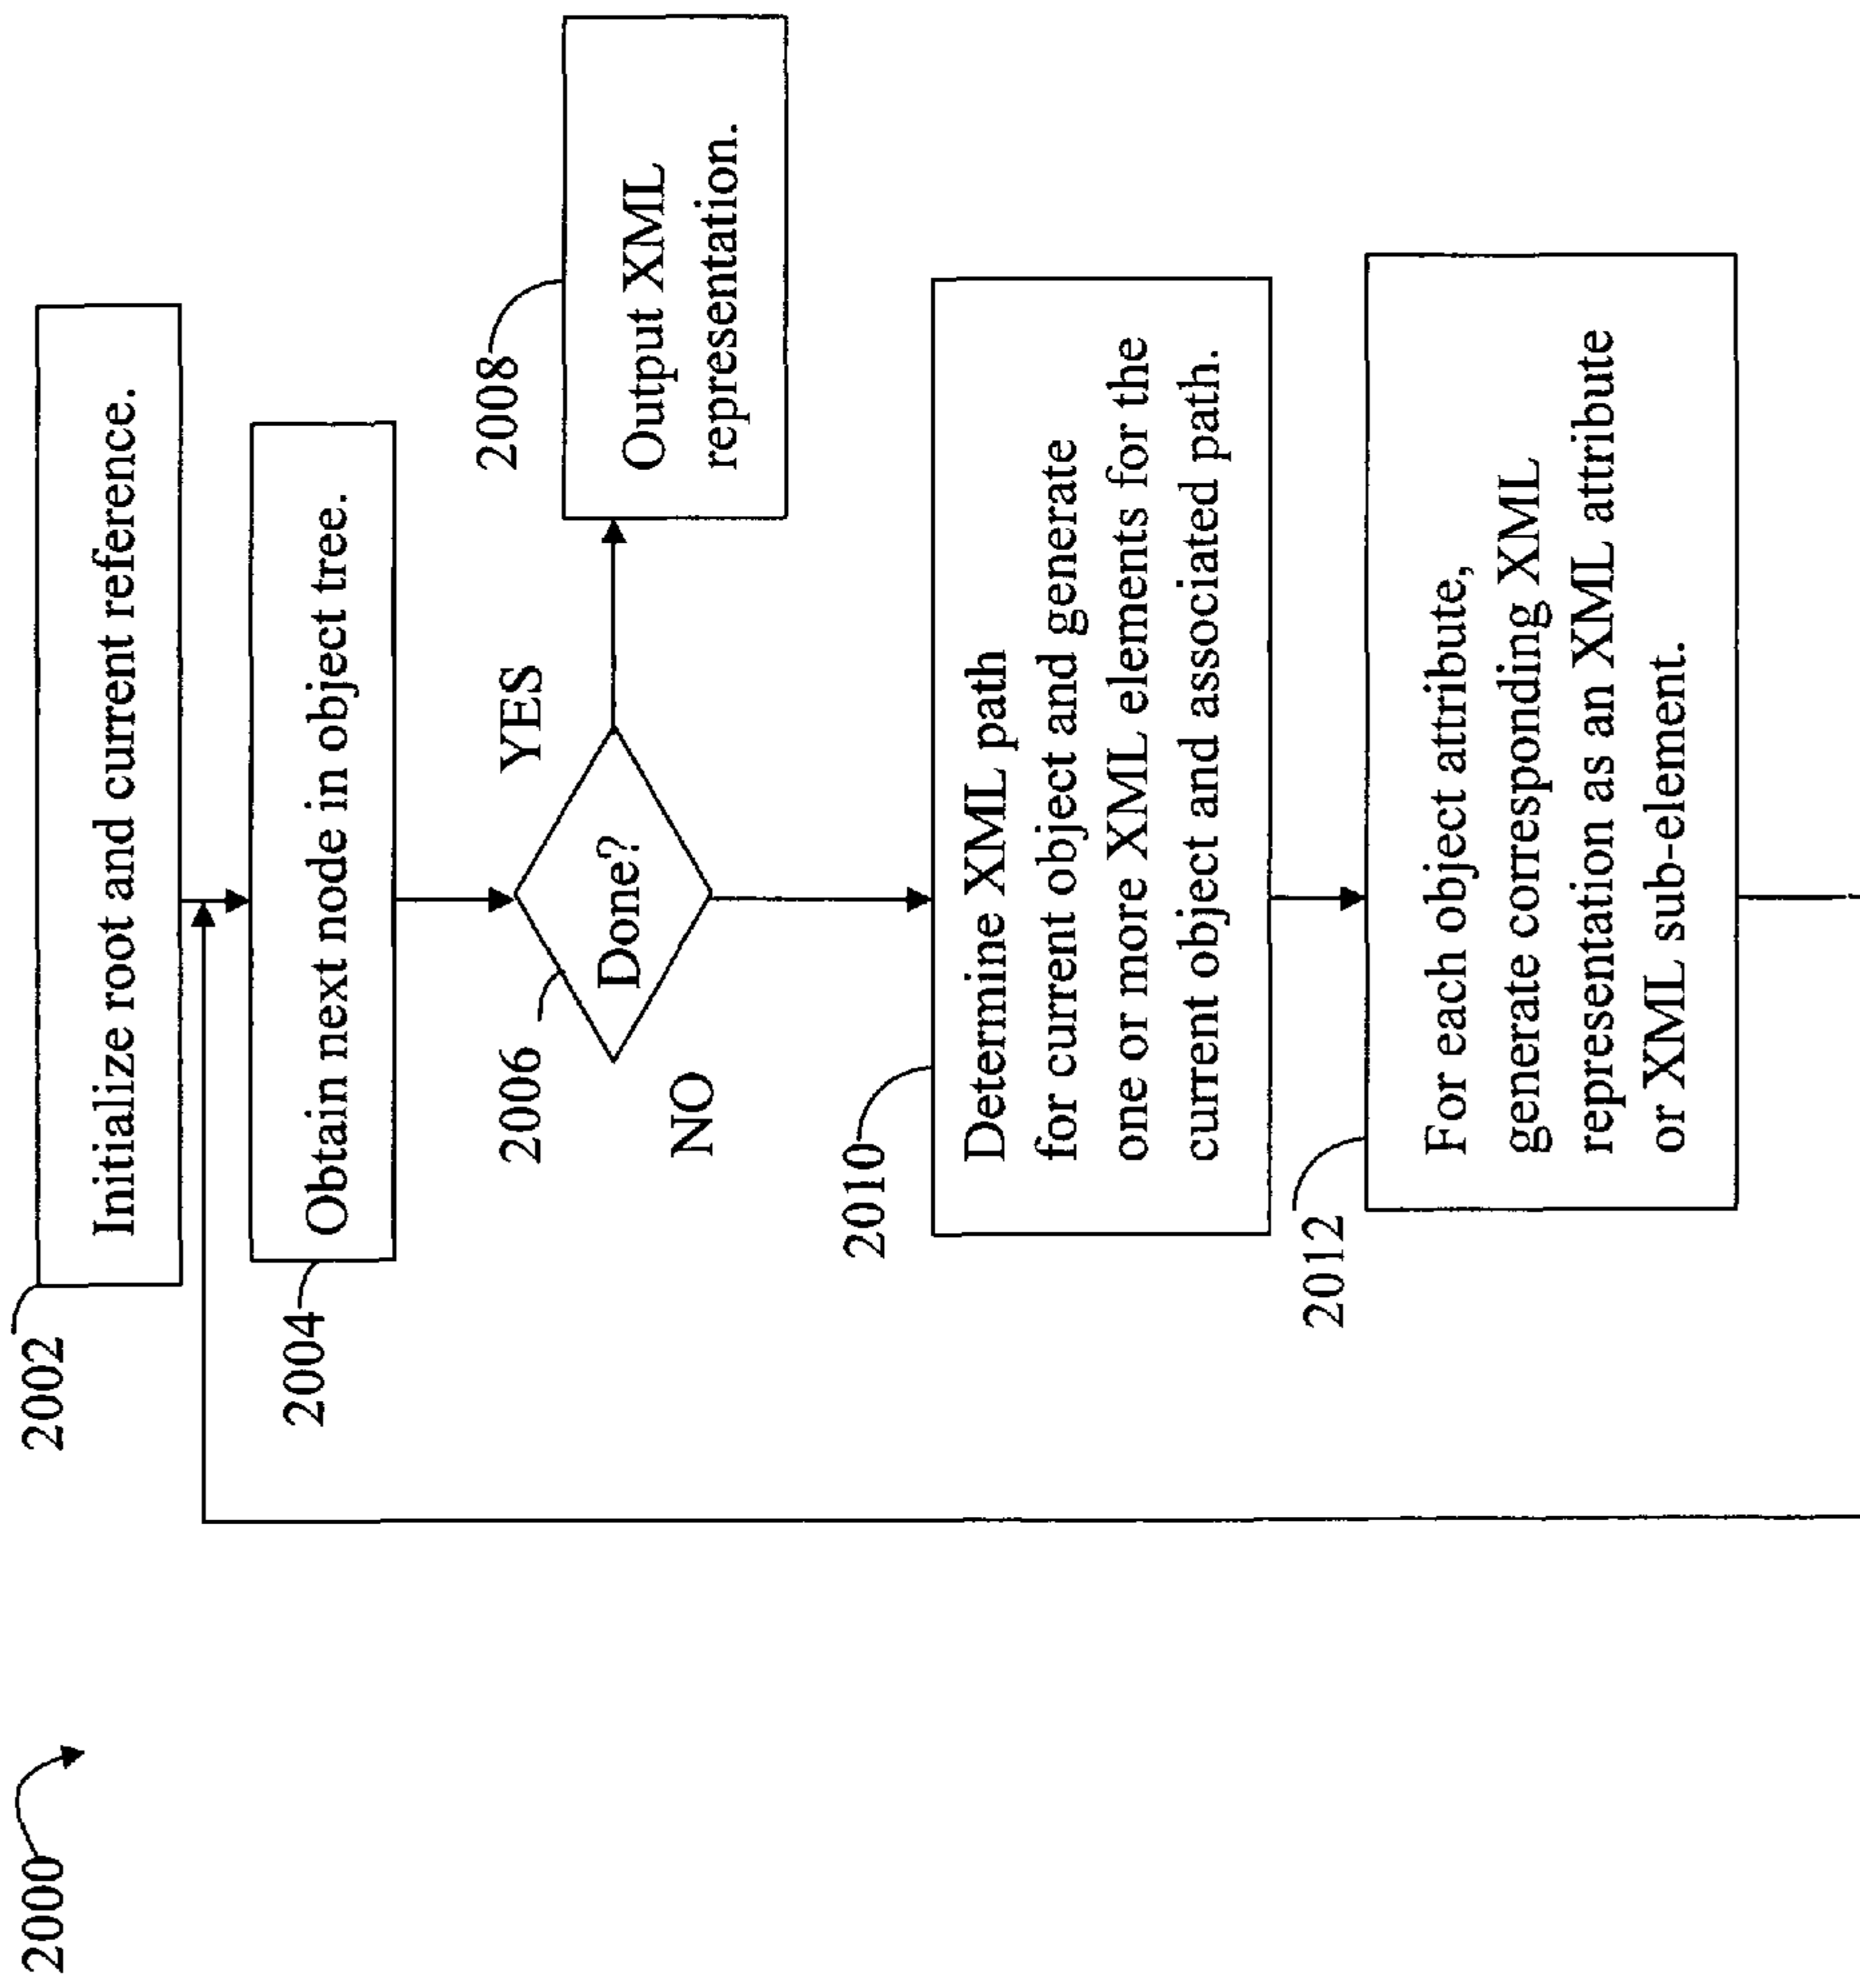 2000
2002
Initialize root and current reference.
2004
Obtain next node in object tree.
2006
Done?
YES
NO
2008
Output XML
representation.
2010
Determine XML path
for current object and generate
one or more XML elements for the
current object and associated path.
2012
For each object attribute,
generate corresponding XML
representation as an XML attribute
or XML sub-element.